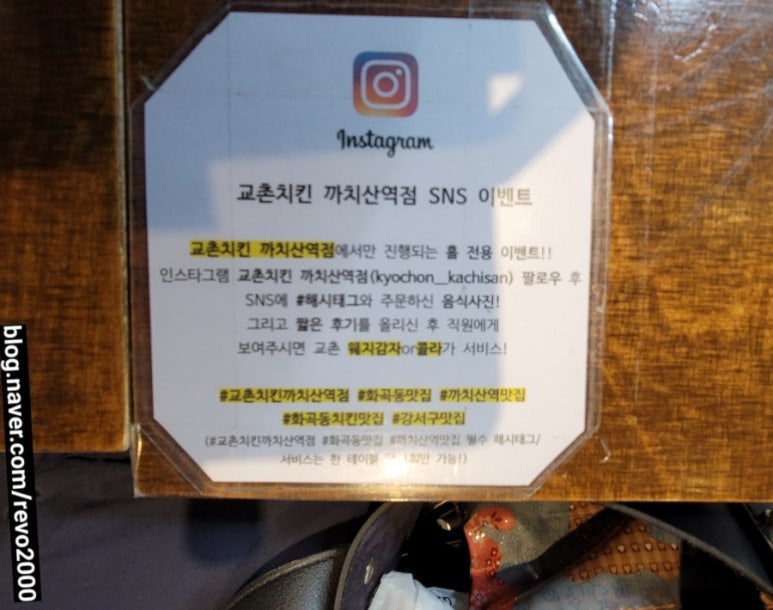 Instagram
교촌치킨 까치산역점 SNS 이벤트
교촌치킨 까치산역점에서만 진행되는 홀 전용 이벤트!!
인스타그램 교촌치킨 까치산역점(kyochon__kachisan) 팔로우 후
SNS에 #해시태그와 주문하신 음식사진!
그리고 짧은 후기를 올리신 후 직원에게
보여주시면 교촌 웨지감자or콜라가 서비스!
#교촌치킨까치산역점 #화곡동맛집 #까치산역맛집
#화곡동치킨맛집 #강서구맛집
(#교촌치킨까치산역점 #화곡동맛집 #까치산역맛집 필수 해시태그/
서비스는 한 테이블 당 1회만 가능!)
blog.naver.com/revo2000